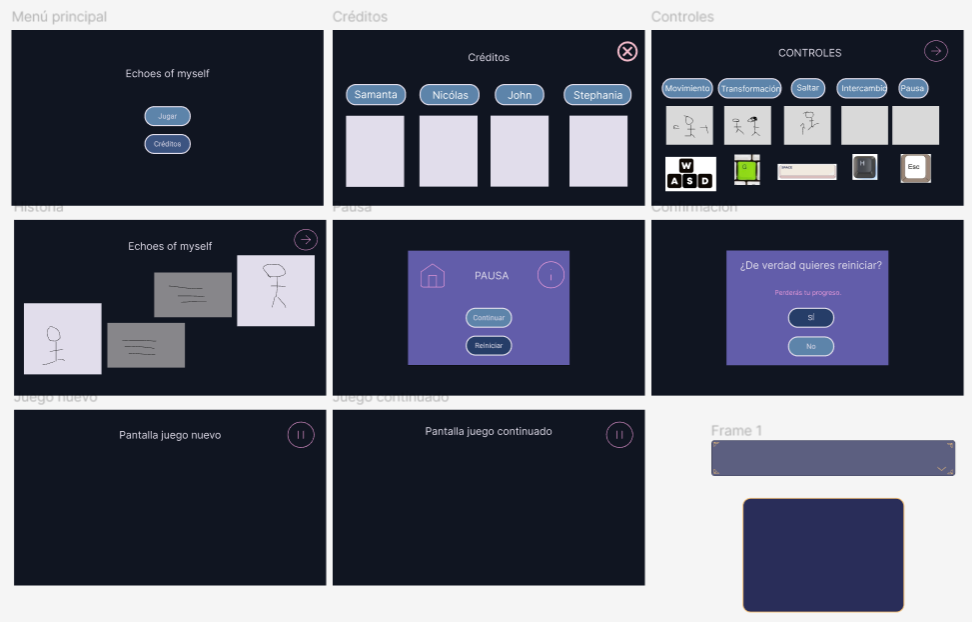 Menú principal
Echoes of myself
Jugar
Créditos
Créditos
Créditos
Samanta
Nicólas
John
Stephania
Controles
CONTROLES
Movimiento
Transformación
Saltar
Intercambio
Pausa
W
A S D
G
H
Esc
Historia
Echoes of myself
Pausa
PAUSA
i
Continuar
Reiniciar
Confirmación
¿De verdad quieres reiniciar?
Perderás tu progreso.
SÍ
No
Juego nuevo
Pantalla juego nuevo
Juego continuado
Pantalla juego continuado
Frame 1